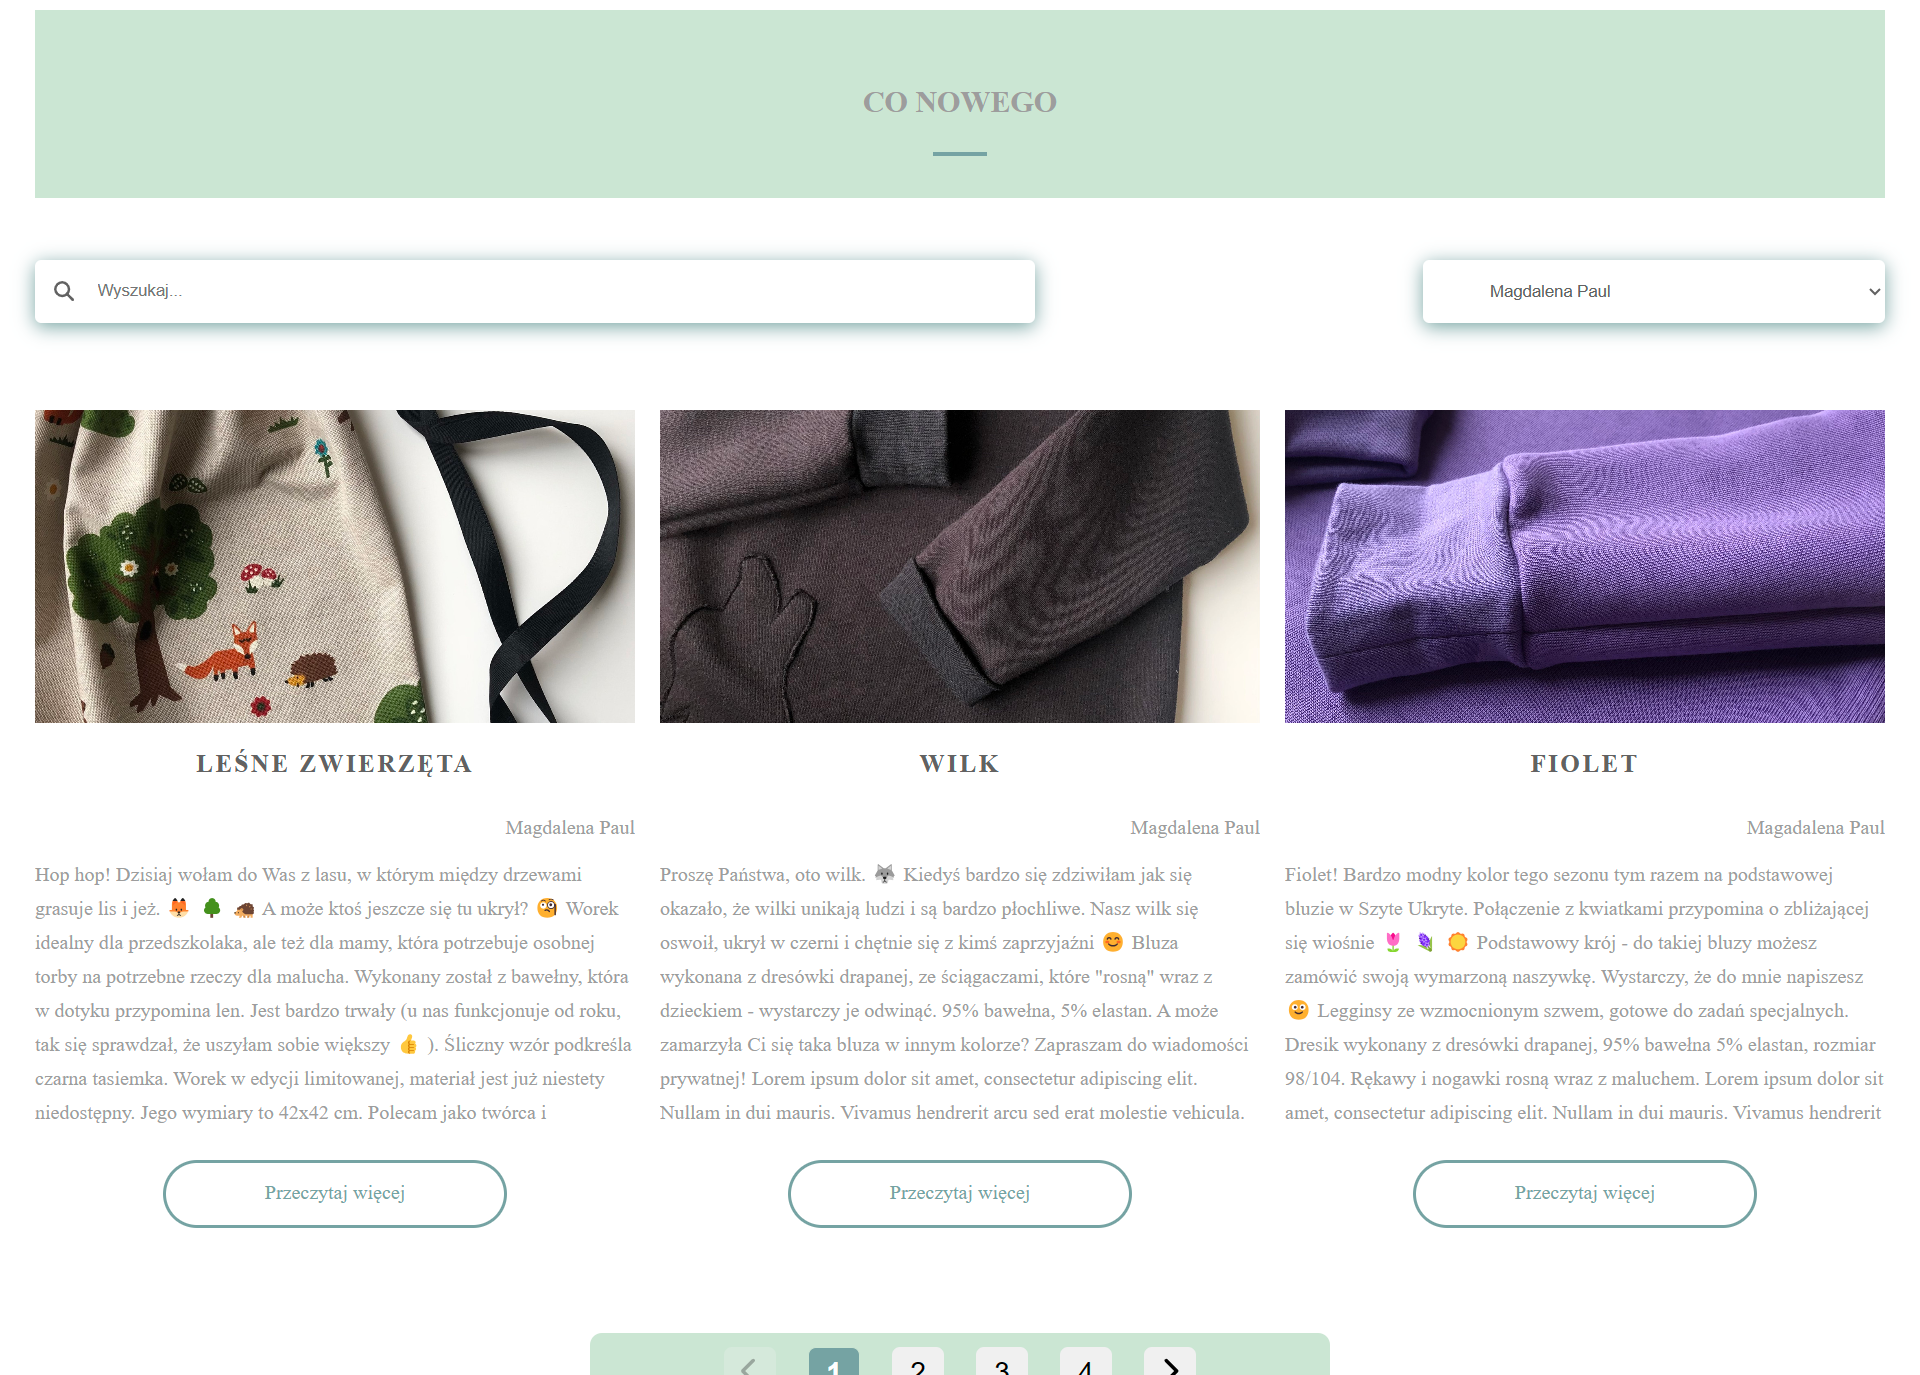 CO NOWEGO
Wyszukaj...
Magdalena Paul
LEŚNE ZWIERZĘTA
Magdalena Paul
Hop hop! Dzisiaj wołam do Was z lasu, w którym między drzewami
grasuje lis i jeż. 🦊 🌳 🦔 A może ktoś jeszcze się tu ukrył? 🧐 Worek
idealny dla przedszkolaka, ale też dla mamy, która potrzebuje osobnej
torby na potrzebne rzeczy dla malucha. Wykonany został z bawełny, która
w dotyku przypomina len. Jest bardzo trwały (u nas funkcjonuje od roku,
tak się sprawdzał, że uszyłam sobie większy 👍 ). Śliczny wzór podkreśla
czarna tasiemka. Worek w edycji limitowanej, materiał jest już niestety
niedostępny. Jego wymiary to 42x42 cm. Polecam jako twórca i
Przeczytaj więcej
WILK
Magdalena Paul
Proszę Państwa, oto wilk. 🐺 Kiedyś bardzo się zdziwiłam jak się
okazało, że wilki unikają ludzi i są bardzo płochliwe. Nasz wilk się
oswoił, ukrył w czerni i chętnie się z kimś zaprzyjaźni 😊 Bluza
wykonana z dresówki drapanej, ze ściągaczami, które "rosną" wraz z
dzieckiem - wystarczy je odwinąć. 95% bawełna, 5% elastan. A może
zamarzyła Ci się taka bluza w innym kolorze? Zapraszam do wiadomości
prywatnej! Lorem ipsum dolor sit amet, consectetur adipiscing elit.
Nullam in dui mauris. Vivamus hendrerit arcu sed erat molestie vehicula.
Przeczytaj więcej
FIOLET
Magadalena Paul
Fiolet! Bardzo modny kolor tego sezonu tym razem na podstawowej
bluzie w Szyte Ukryte. Połączenie z kwiatkami przypomina o zbliżającej
się wiośnie 🌷 🪻 🌞 Podstawowy krój - do takiej bluzy możesz
zamówić swoją wymarzoną naszywkę. Wystarczy, że do mnie napiszesz
🙂 Legginsy ze wzmocnionym szwem, gotowe do zadań specjalnych.
Dresik wykonany z dresówki drapanej, 95% bawełna 5% elastan, rozmiar
98/104. Rękawy i nogawki rosną wraz z maluchem. Lorem ipsum dolor sit
amet, consectetur adipiscing elit. Nullam in dui mauris. Vivamus hendrerit
Przeczytaj więcej
1 2 3 4